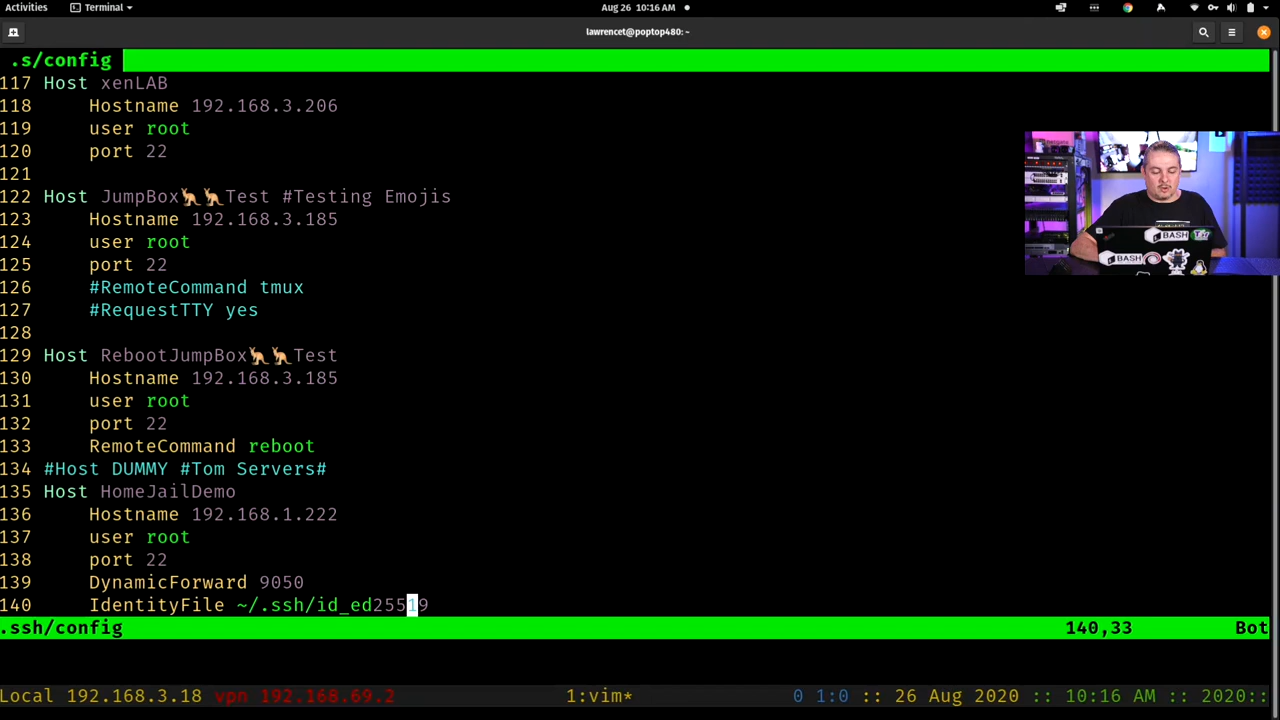 Activities Terminal Aug 26 10:16 AM
lawrencet@poptop480: ~
.s/config
117 Host xenLAB
118 Hostname 192.168.3.206
119 user root
120 port 22
121
122 Host JumpBox🦘🦘Test #Testing Emojis
123 Hostname 192.168.3.185
124 user root
125 port 22
126 #RemoteCommand tmux
127 #RequestTTY yes
128
129 Host RebootJumpBox🦘🦘Test
130 Hostname 192.168.3.185
131 user root
132 port 22
133 RemoteCommand reboot
134 #Host DUMMY #Tom Servers#
135 Host HomeJailDemo
136 Hostname 192.168.1.222
137 user root
138 port 22
139 DynamicForward 9050
140 IdentityFile ~/.ssh/id_ed25519
.ssh/config 140,33 Bot
Local 192.168.3.18 vpn 192.168.69.2 1:vim* 0 1:0 :: 26 Aug 2020 :: 10:16 AM :: 2020::
BASH
BASH